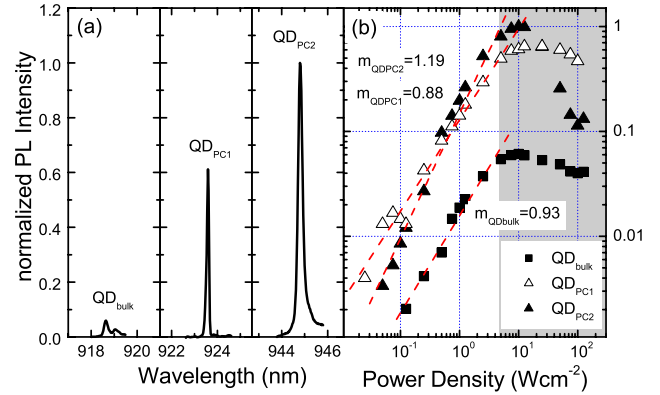 (a)
QD_PC2
QD_PC1
QD_bulk
normalized PL Intensity
1.2
1.0
0.8
0.6
0.4
0.2
0.0
918 920 922 924 944 946
Wavelength (nm)
(b)
m_QDPC2=1.19
m_QDPC1=0.88
m_QDbulk=0.93
1
0.1
0.01
QD_bulk
QD_PC1
QD_PC2
10^-1 10^0 10^1 10^2
Power Density (Wcm^-2)